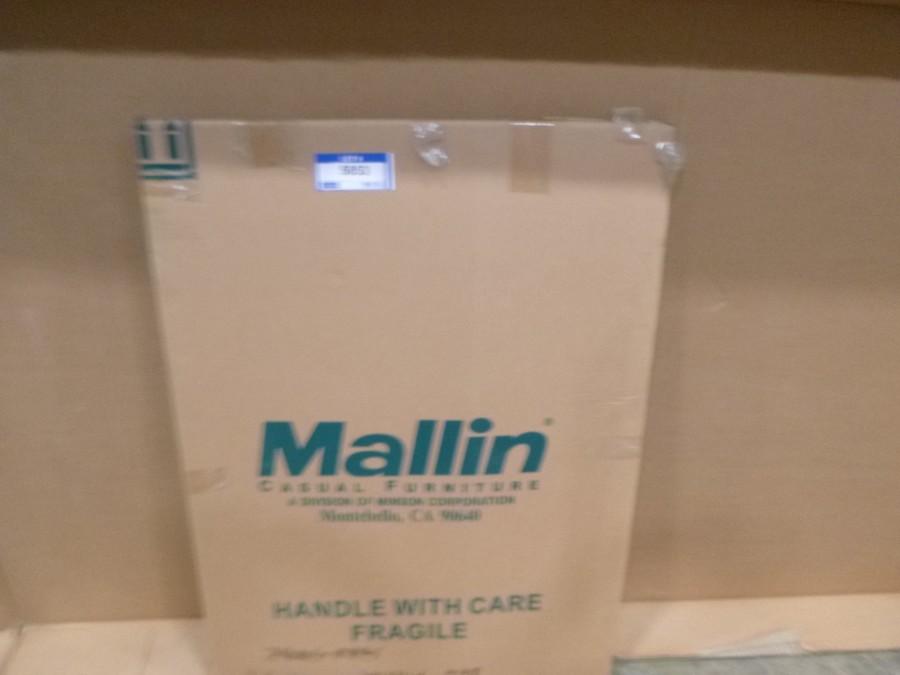 Mallin
CASUAL FURNITURE
A DIVISION OF MINSON CORPORATION
Montebello, CA 90640
HANDLE WITH CARE
FRAGILE